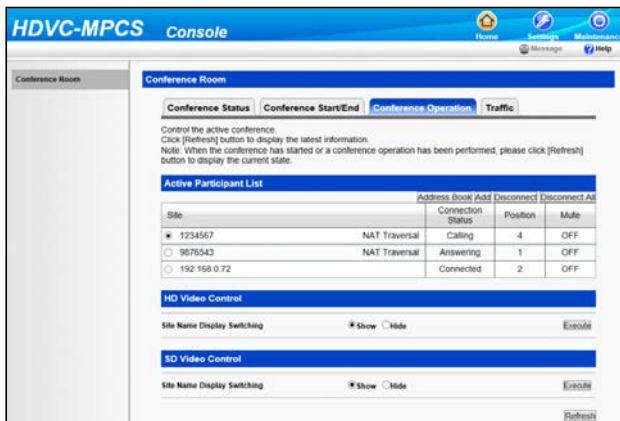 HDVC-MPCS Console
Home Settings Maintenance
Message Help
Conference Room
Conference Room
Conference Status Conference Start/End Conference Operation Traffic
Control the active conference.
Click [Refresh] button to display the latest information.
Note: When the conference has started or a conference operation has been performed, please click [Refresh]
button to display the current state.
Active Participant List
Address Book Add Disconnect Disconnect All
Site Connection Status Position Mute
1234567 NAT Traversal Calling 4 OFF
9876543 NAT Traversal Answering 1 OFF
192.168.0.72 Connected 2 OFF
HD Video Control
Site Name Display Switching Show Hide Execute
SD Video Control
Site Name Display Switching Show Hide Execute
Refresh